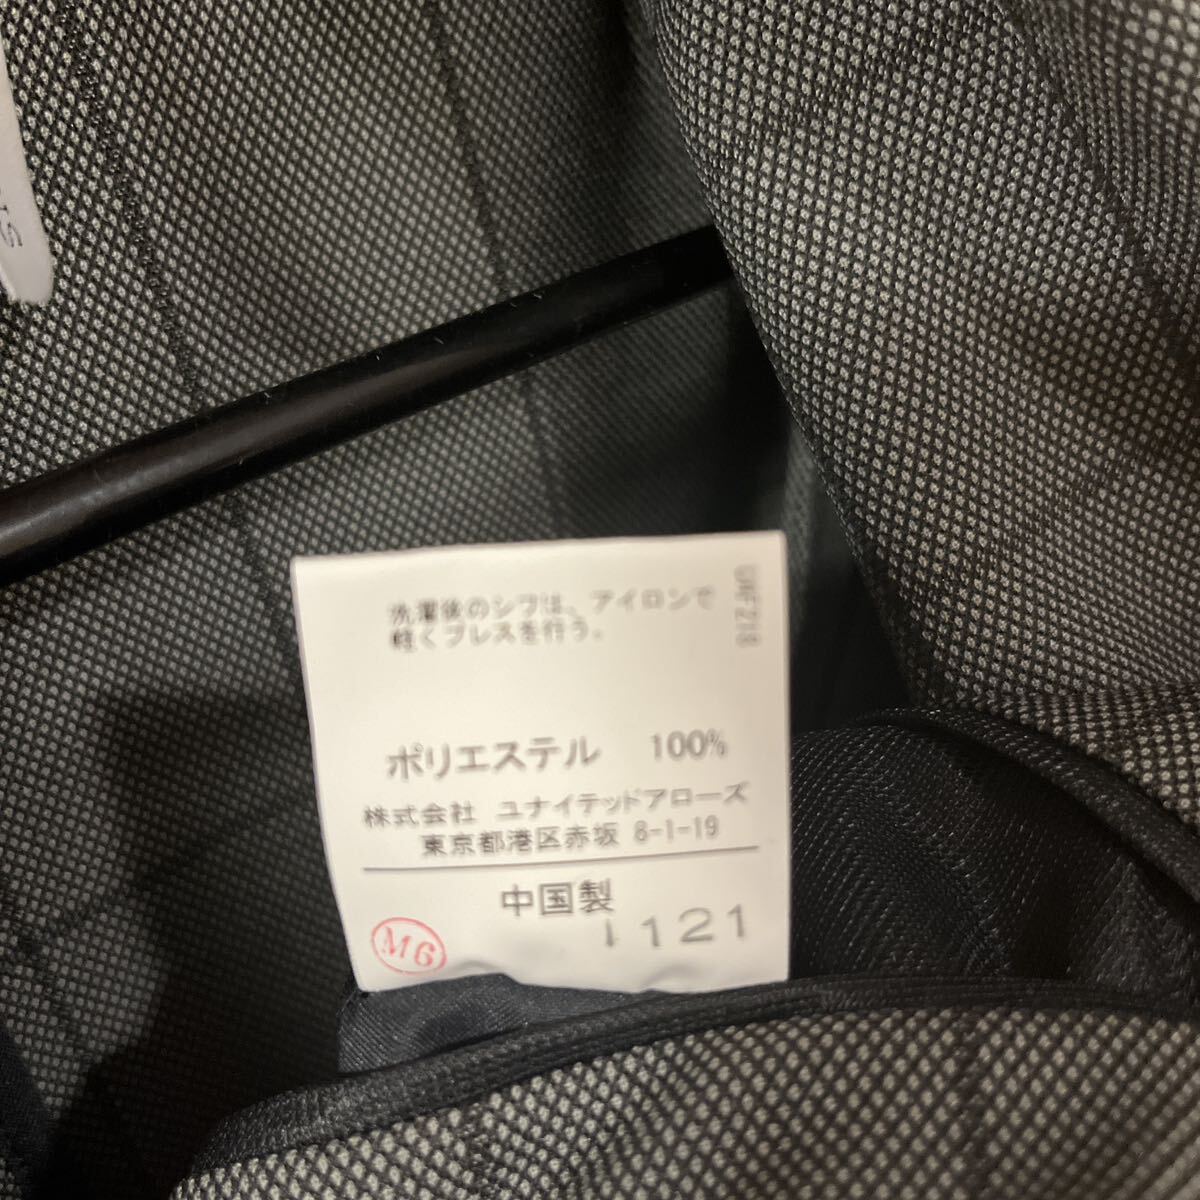 洗濯後のシワは、アイロンで
軽くプレスを行う。
UWF218
ポリエステル 100%
株式会社 ユナイテッドアローズ
東京都港区赤坂 8-1-19
中国製
1121
M6